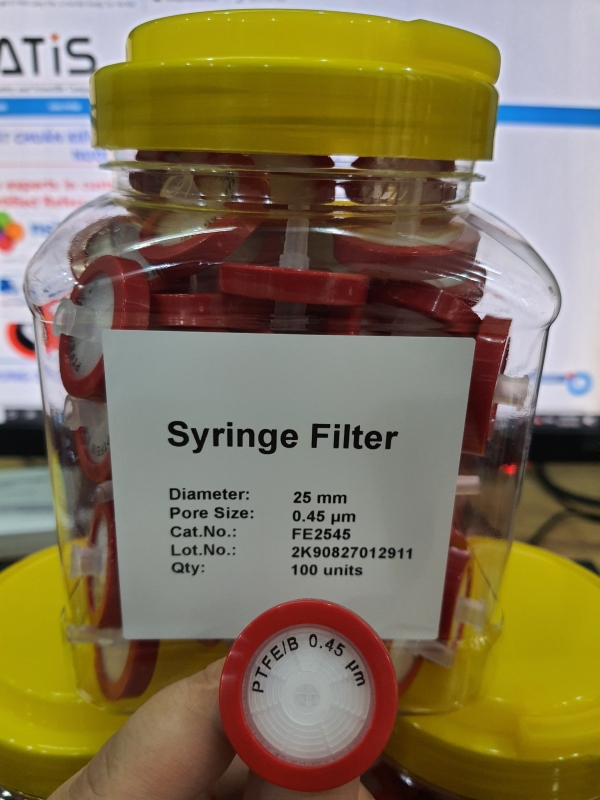 ATiS
Syringe Filter
Diameter: 25 mm
Pore Size: 0.45 µm
Cat.No.: FE2545
Lot.No.: 2K90827012911
Qty: 100 units
PTFE/B 0.45 µm